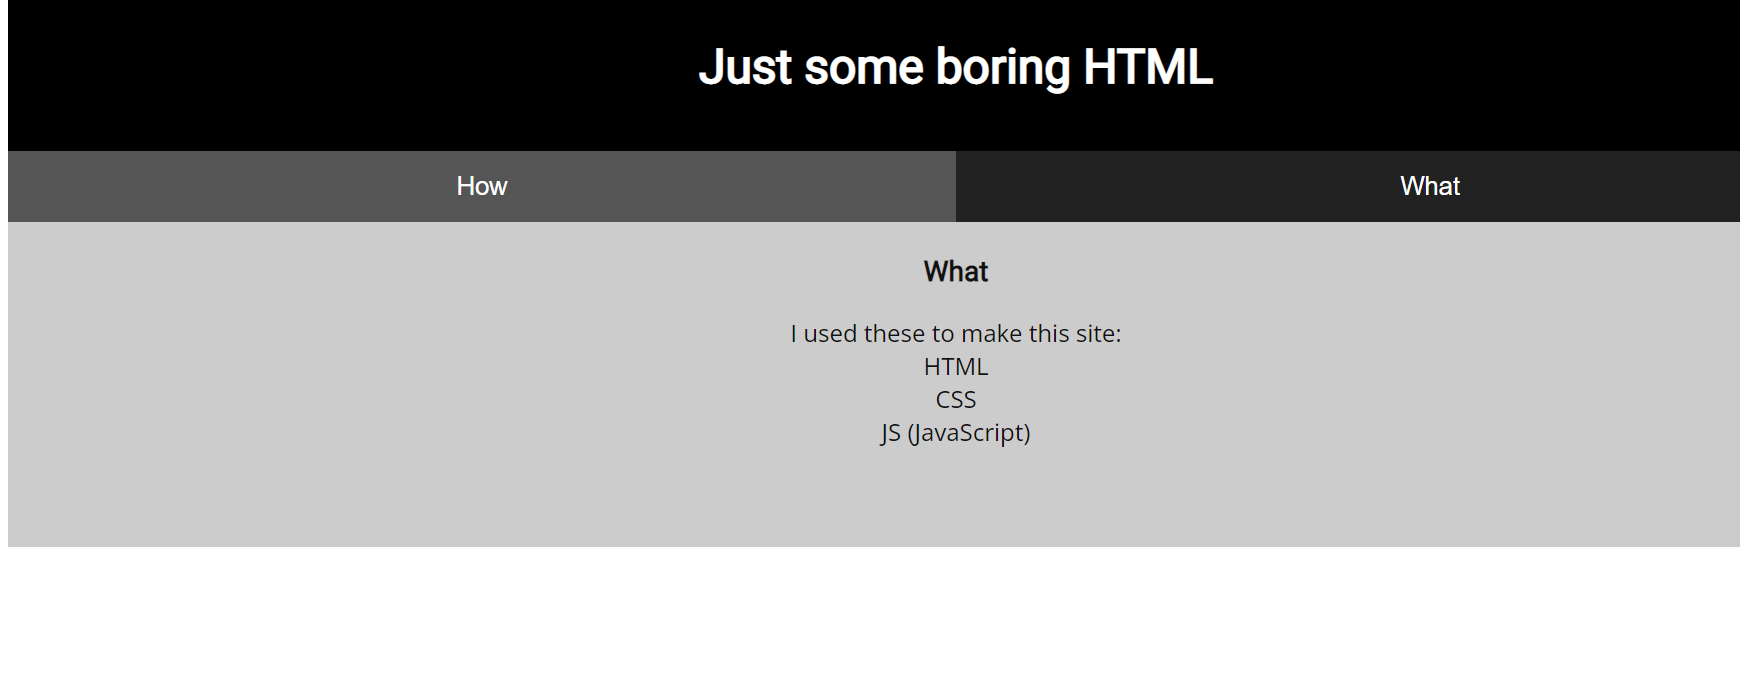 Just some boring HTML
How
What
What
I used these to make this site:
HTML
CSS
JS (JavaScript)